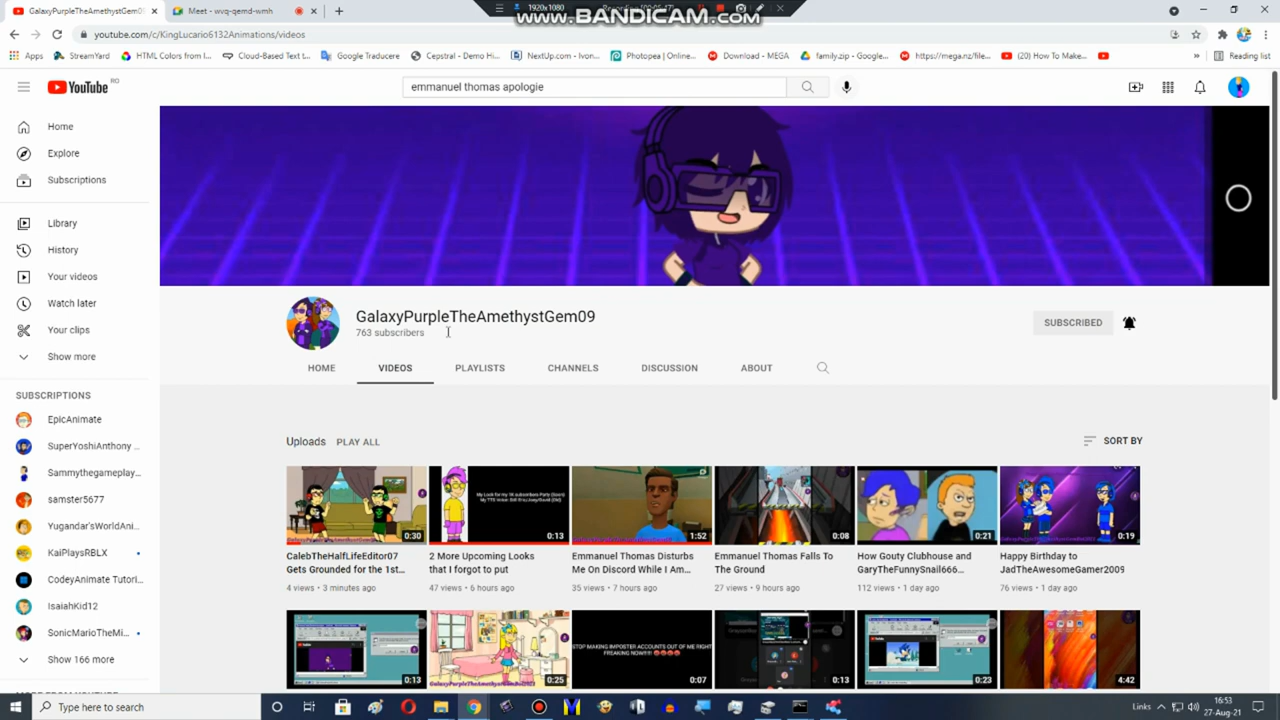 GalaxyPurpleTheAmethystGem09
Meet - wvq-qemd-wmh
1920x1080
www.BANDICAM.com
youtube.com/c/KingLucario6132Animations/videos
Apps
StreamYard
HTML Colors from I...
Cloud-Based Text t...
Google Traducere
Cepstral - Demo Hi...
NextUp.com - Ivon...
Photopea | Online...
Download - MEGA
family.zip - Google...
https://mega.nz/file...
(20) How To Make...
»
Reading list
YouTube RO
emmanuel thomas apologie
Home
Explore
Subscriptions
Library
History
Your videos
Watch later
Your clips
Show more
SUBSCRIPTIONS
EpicAnimate
SuperYoshiAnthony ...
Sammythegameplay...
samster5677
Yugandar'sWorldAni...
KaiPlaysRBLX
CodeyAnimate Tutori...
IsaiahKid12
SonicMarioTheMi...
Show 166 more
GalaxyPurpleTheAmethystGem09
763 subscribers
SUBSCRIBED
HOME
VIDEOS
PLAYLISTS
CHANNELS
DISCUSSION
ABOUT
Uploads
PLAY ALL
SORT BY
0:30
0:13
1:52
0:08
0:21
0:19
CalebTheHalfLifeEditor07
Gets Grounded for the 1st...
4 views • 3 minutes ago
2 More Upcoming Looks
that I forgot to put
47 views • 6 hours ago
Emmanuel Thomas Disturbs
Me On Discord While I Am...
35 views • 7 hours ago
Emmanuel Thomas Falls To
The Ground
27 views • 9 hours ago
How Gouty Clubhouse and
GaryTheFunnySnail666...
112 views • 1 day ago
Happy Birthday to
JadTheAwesomeGamer2009
76 views • 1 day ago
STOP MAKING IMPOSTER ACCOUNTS OUT OF ME RIGHT
FREAKING NOW!!!!
0:13
0:25
0:07
0:13
0:23
4:42
Type here to search
Links
16:53
27-Aug-21